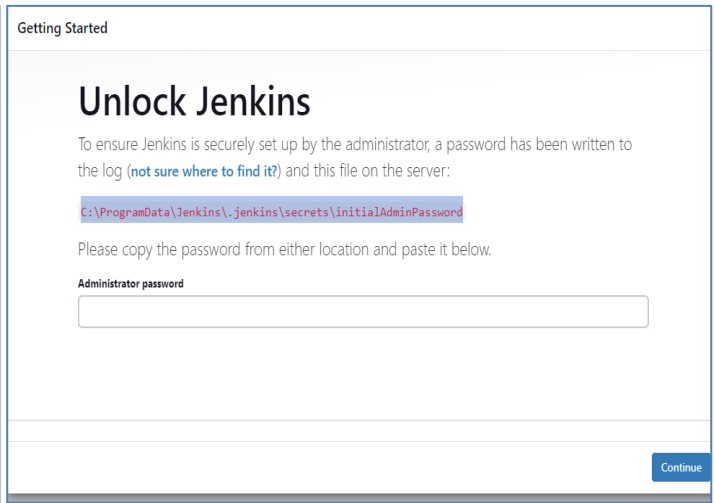 Getting Started
Unlock Jenkins
To ensure Jenkins is securely set up by the administrator, a password has been written to
the log (not sure where to find it?) and this file on the server:
C:\ProgramData\Jenkins\.jenkins\secrets\initialAdminPassword
Please copy the password from either location and paste it below.
Administrator password
Continue